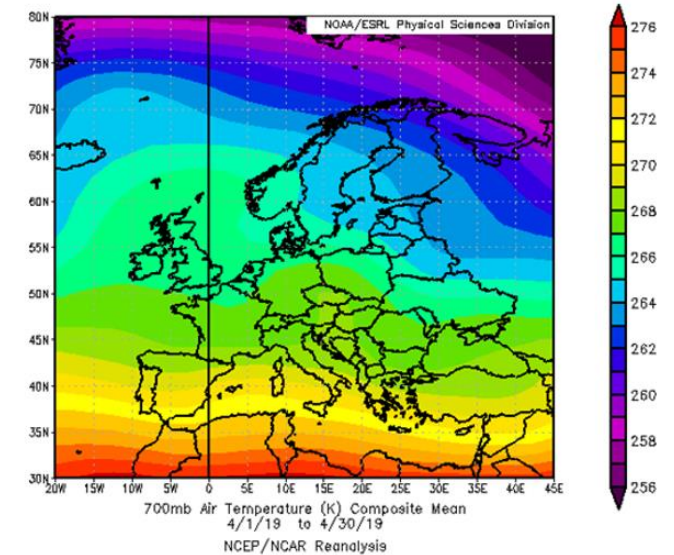 NOAA/ESRL Physical Sciences Division
80N
75N
70N
65N
60N
55N
50N
45N
40N
35N
30N
20W 15W 10W 5W 0 5E 10E 15E 20E 25E 30E 35E 40E 45E
276
274
272
270
268
266
264
262
260
258
256
700mb Air Temperature (K) Composite Mean
4/1/19 to 4/30/19
NCEP/NCAR Reanalysis